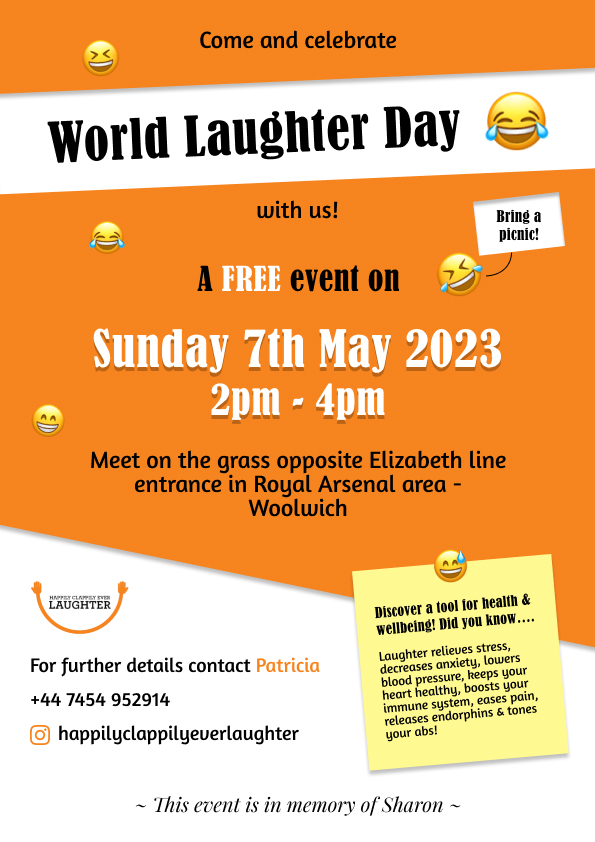 Come and celebrate
World Laughter Day
with us!
Bring a
picnic!
A FREE event on
Sunday 7th May 2023
2pm - 4pm
Meet on the grass opposite Elizabeth line
entrance in Royal Arsenal area -
Woolwich
HAPPILY CLAPPILY EVER
LAUGHTER
For further details contact Patricia
+44 7454 952914
happilyclappilyeverlaughter
Discover a tool for health &
wellbeing! Did you know....
Laughter relieves stress,
decreases anxiety, lowers
blood pressure, keeps your
heart healthy, boosts your
immune system, eases pain,
releases endorphins & tones
your abs!
~ This event is in memory of Sharon ~